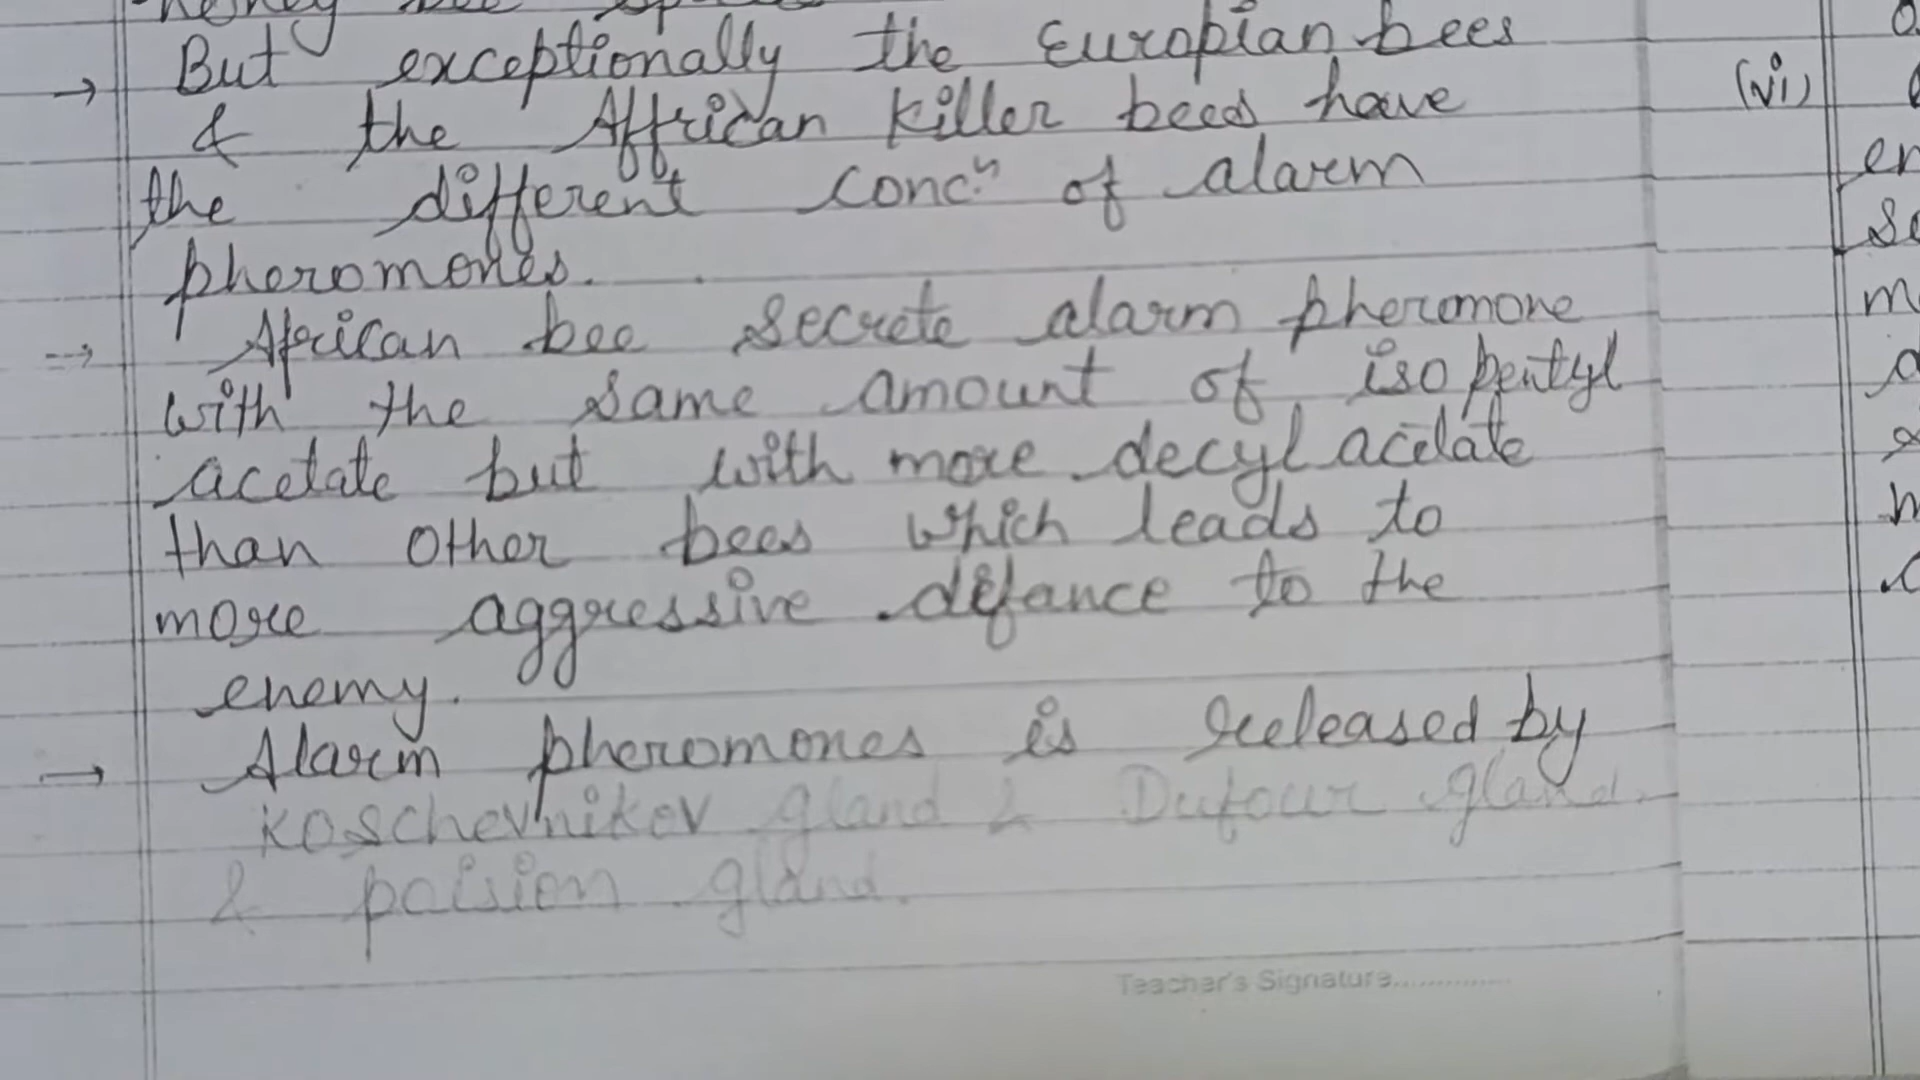 But exceptionally the Europian bees
→ & the African killer bees have
the different concⁿ of alarm
pheromones.
→ African bee secrete alarm pheromone
with the same amount of isopentyl
acetate but with more decyl acetate
than other bees which leads to
more aggressive defance to the
enemy.
→ Alarm pheromones is released by
Koschevnikov gland & Dufour gland
& poision gland.
Teacher's Signature..............
(vi)